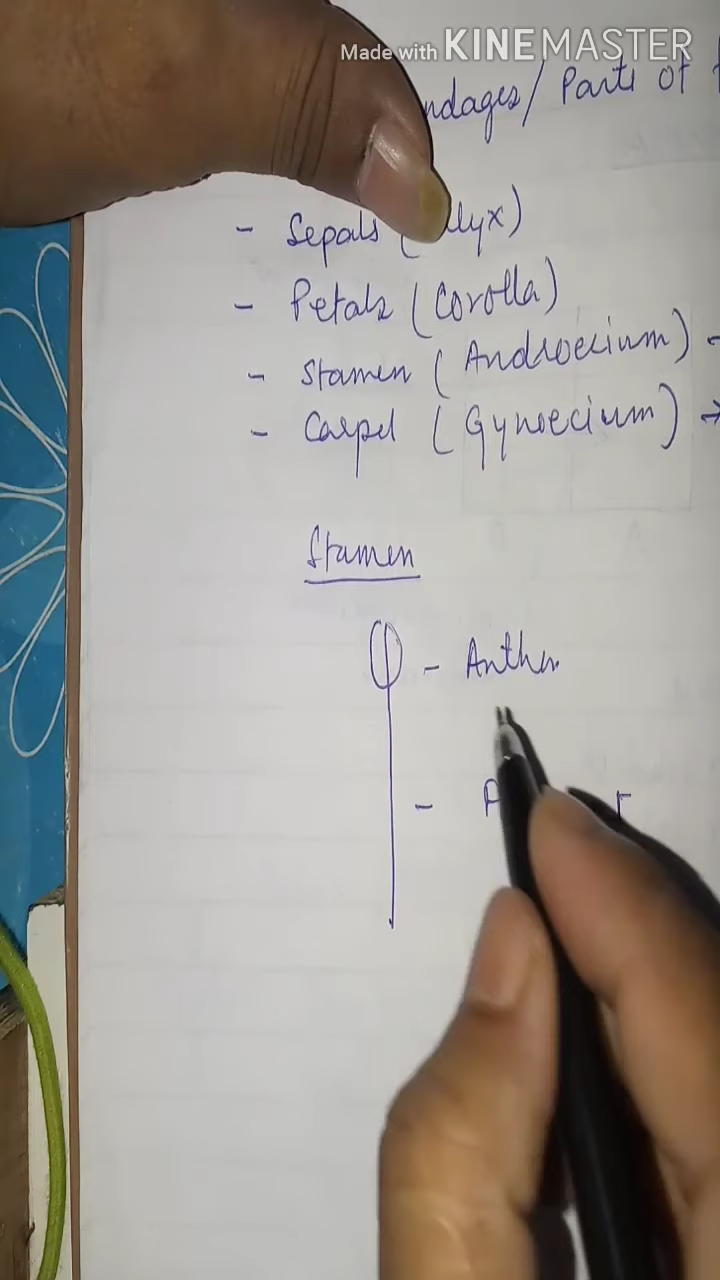 Made with KINEMASTER
ndages/ Parts of
- Sepals ( lyx)
- Petals (Corolla)
- Stamen (Androecium) -
- Carpel (Gynoecium) →
Stamen
- Anther
-